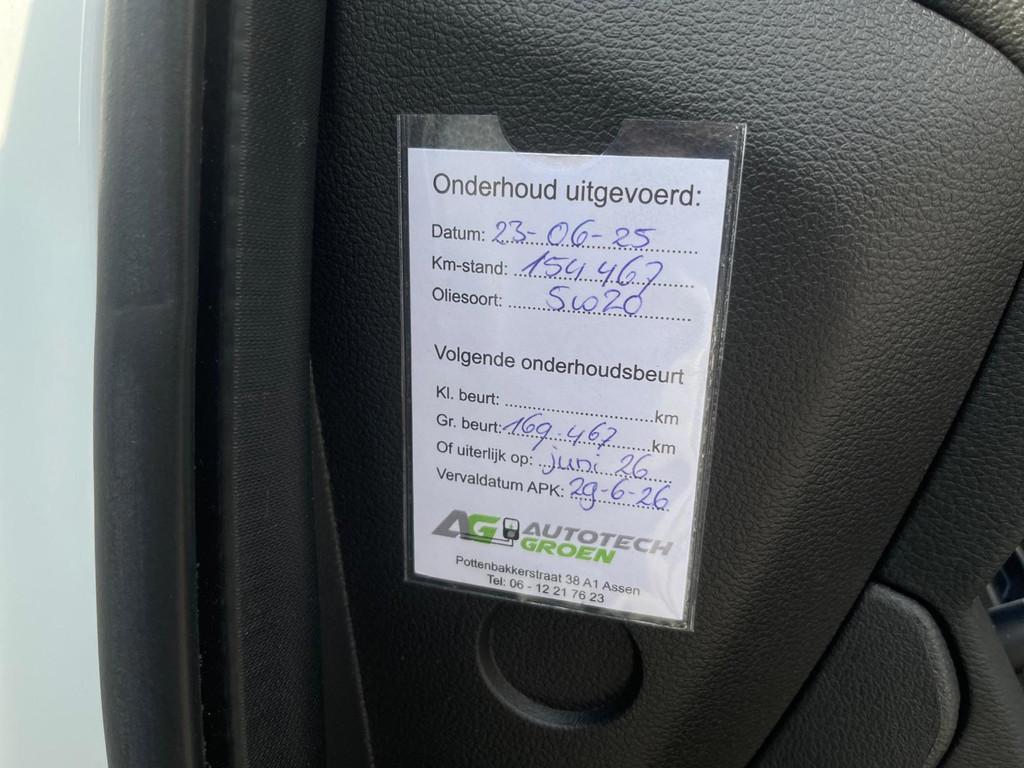 Onderhoud uitgevoerd:
Datum: 23-06-25
Km-stand: 154467
Oliesoort: 5w20
Volgende onderhoudsbeurt
Kl. beurt: ........................... km
Gr. beurt: 169.467 km
Of uiterlijk op: juni 26
Vervaldatum APK: 29-6-26
AG AUTOTECH
GROEN
Pottenbakkerstraat 38 A1 Assen
Tel: 06 - 12 21 76 23